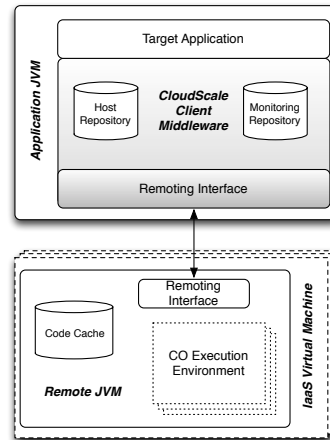 Application JVM
Target Application
Host
Repository
CloudScale
Client
Middleware
Monitoring
Repository
Remoting Interface
Remoting
Interface
Code Cache
CO Execution
Environment
Remote JVM
IaaS Virtual Machine